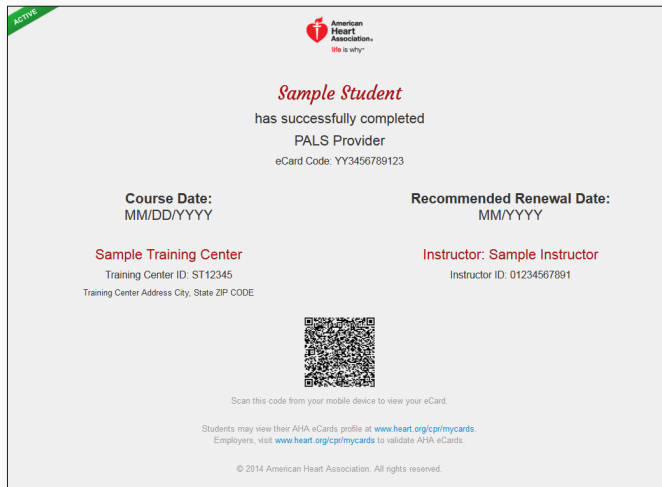 ACTIVE
American
Heart
Association®
life is why™
Sample Student
has successfully completed
PALS Provider
eCard Code: YY3456789123
Course Date:
MM/DD/YYYY
Recommended Renewal Date:
MM/YYYY
Sample Training Center
Training Center ID: ST12345
Training Center Address City, State ZIP CODE
Instructor: Sample Instructor
Instructor ID: 01234567891
Scan this code from your mobile device to view your eCard.
Students may view their AHA eCards profile at www.heart.org/cpr/mycards.
Employers, visit www.heart.org/cpr/mycards to validate AHA eCards.
© 2014 American Heart Association. All rights reserved.